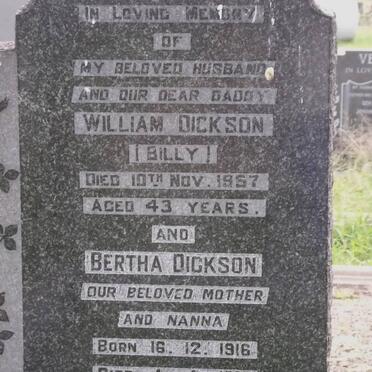 IN LOVING MEMORY
OF
MY BELOVED HUSBAND
AND OUR DEAR DADDY
WILLIAM DICKSON
[BILLY]
DIED 10TH NOV. 1957
AGED 43 YEARS.
AND
BERTHA DICKSON
OUR BELOVED MOTHER
AND NANNA
BORN 16. 12. 1916